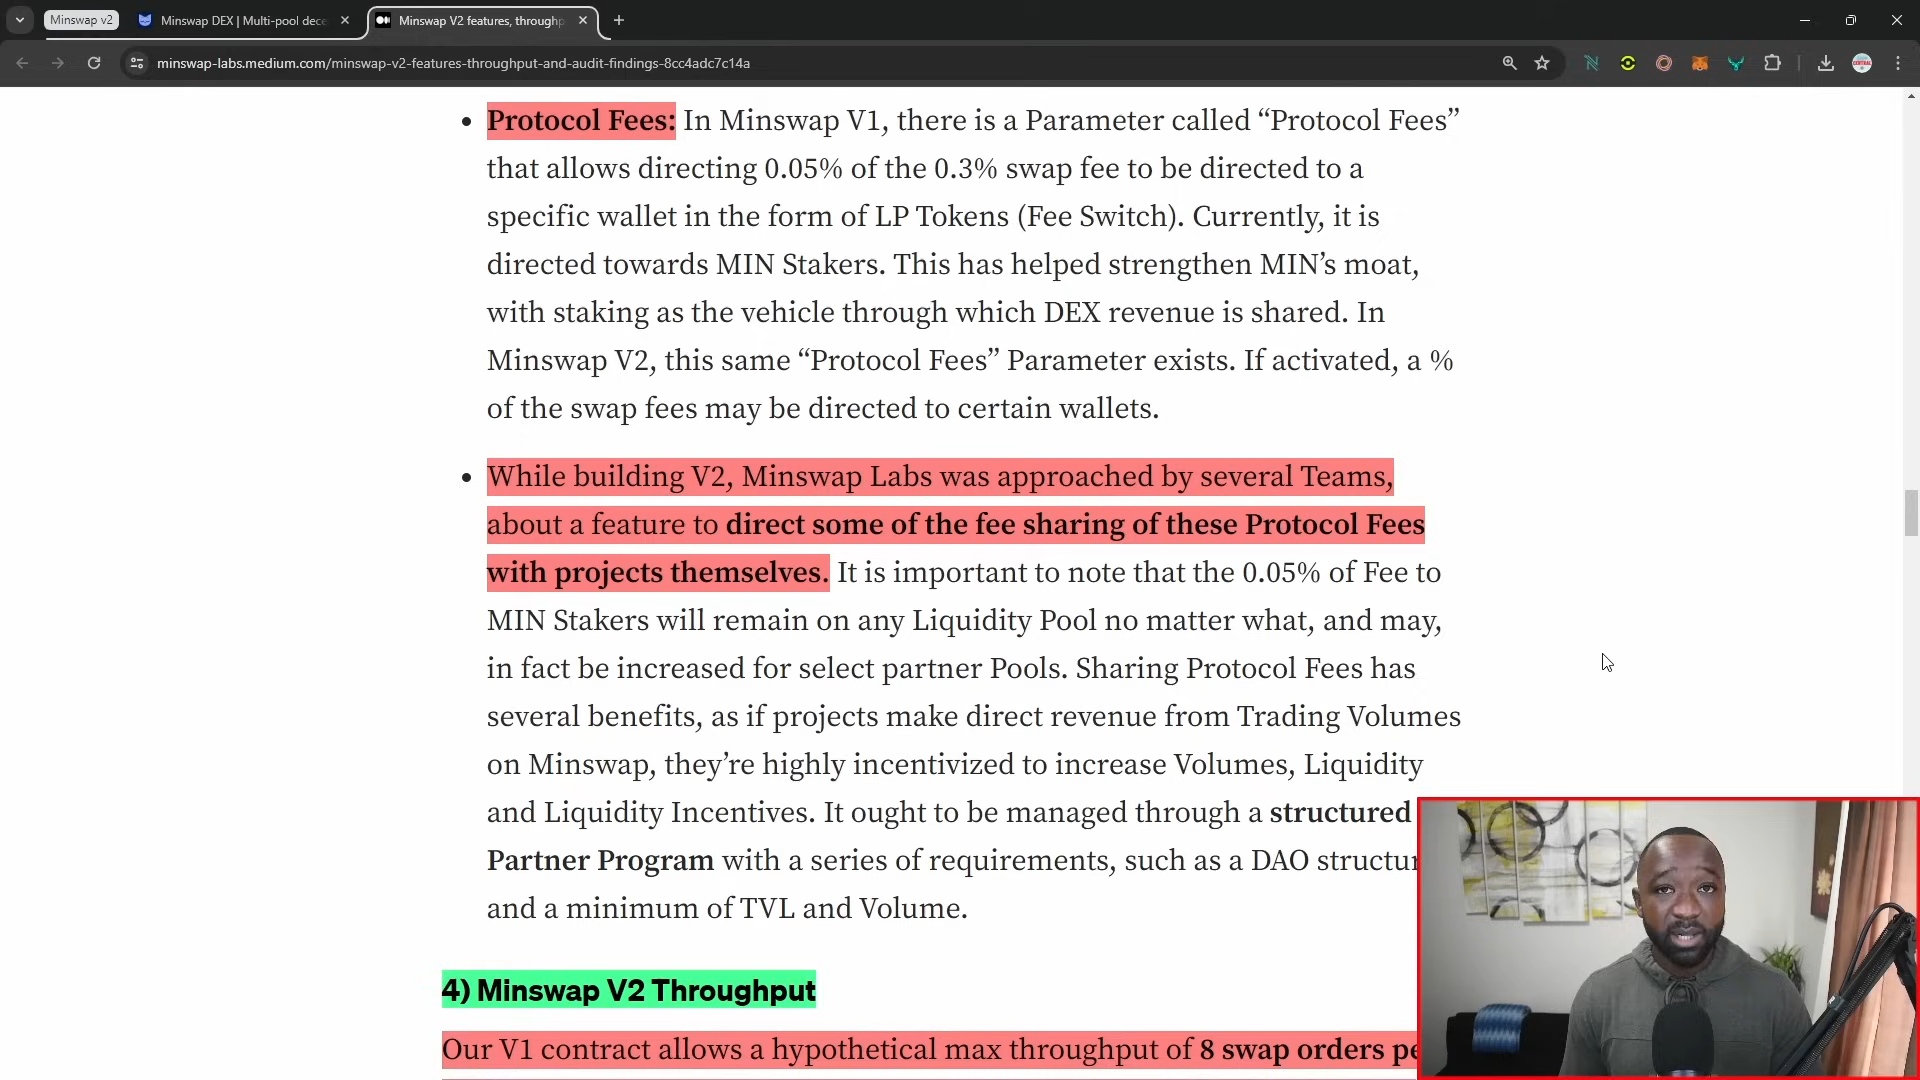 Minswap v2
Minswap DEX | Multi-pool dece
Minswap V2 features, throughp
minswap-labs.medium.com/minswap-v2-features-throughput-and-audit-findings-8cc4adc7c14a
• Protocol Fees: In Minswap V1, there is a Parameter called “Protocol Fees”
that allows directing 0.05% of the 0.3% swap fee to be directed to a
specific wallet in the form of LP Tokens (Fee Switch). Currently, it is
directed towards MIN Stakers. This has helped strengthen MIN’s moat,
with staking as the vehicle through which DEX revenue is shared. In
Minswap V2, this same “Protocol Fees” Parameter exists. If activated, a %
of the swap fees may be directed to certain wallets.
• While building V2, Minswap Labs was approached by several Teams,
about a feature to direct some of the fee sharing of these Protocol Fees
with projects themselves. It is important to note that the 0.05% of Fee to
MIN Stakers will remain on any Liquidity Pool no matter what, and may,
in fact be increased for select partner Pools. Sharing Protocol Fees has
several benefits, as if projects make direct revenue from Trading Volumes
on Minswap, they’re highly incentivized to increase Volumes, Liquidity
and Liquidity Incentives. It ought to be managed through a structured
Partner Program with a series of requirements, such as a DAO structur
and a minimum of TVL and Volume.
4) Minswap V2 Throughput
Our V1 contract allows a hypothetical max throughput of 8 swap orders pe